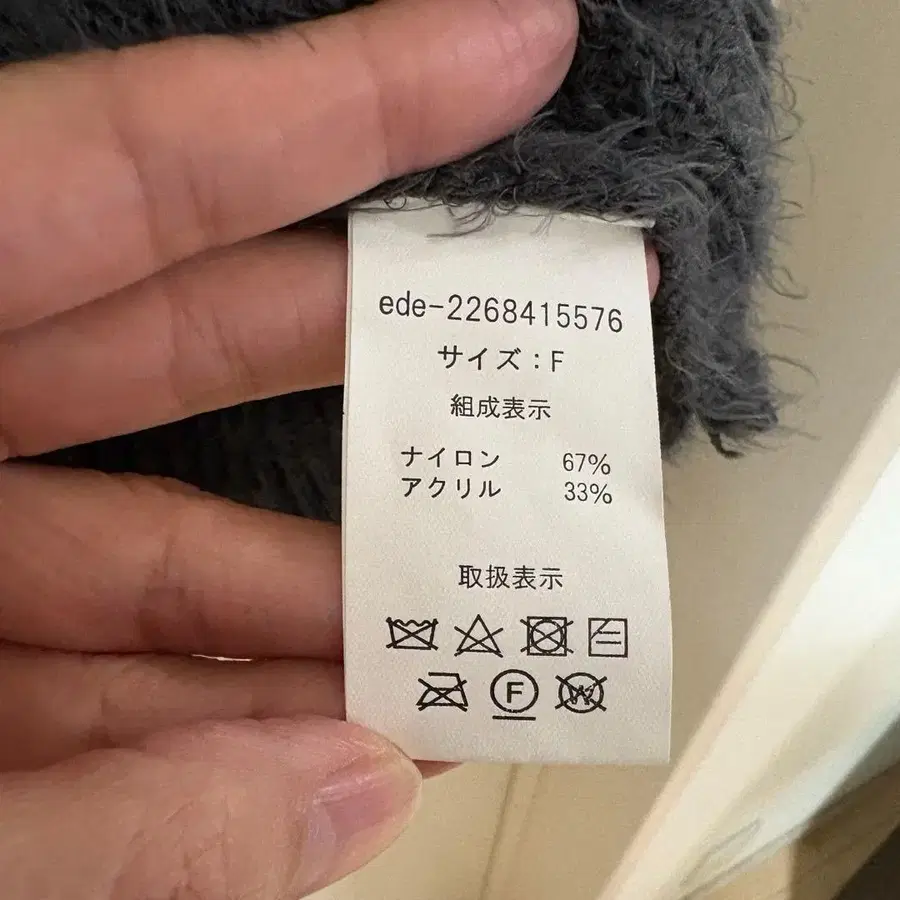 ede-2268415576
サイズ:F
組成表示
ナイロン 67%
アクリル 33%
取扱表示
F
W